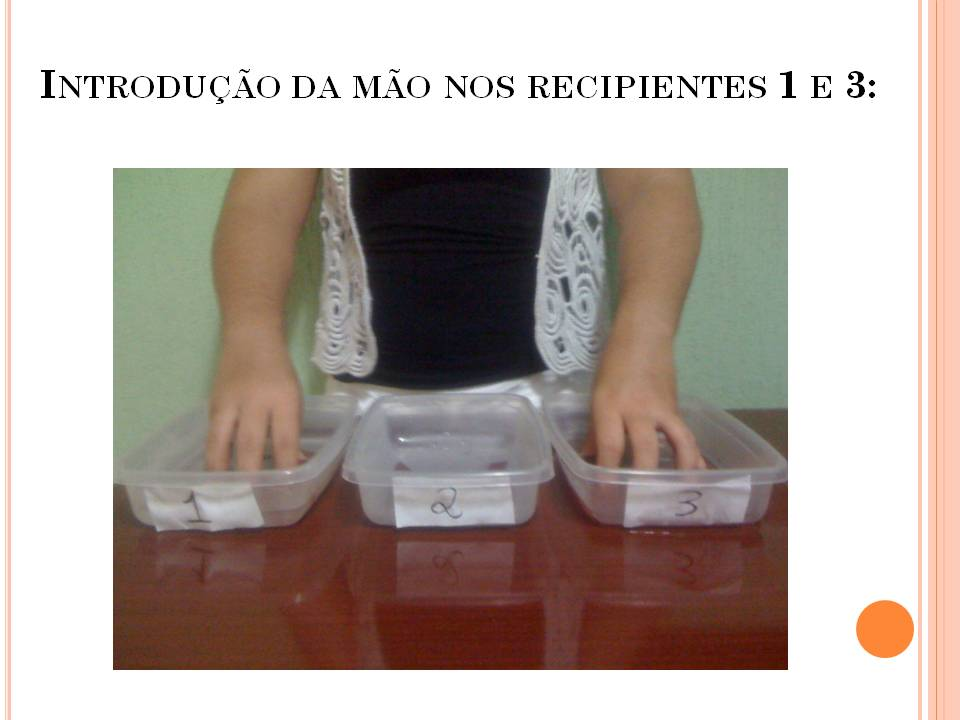 Introdução da mão nos recipientes 1 e 3:
1 2 3